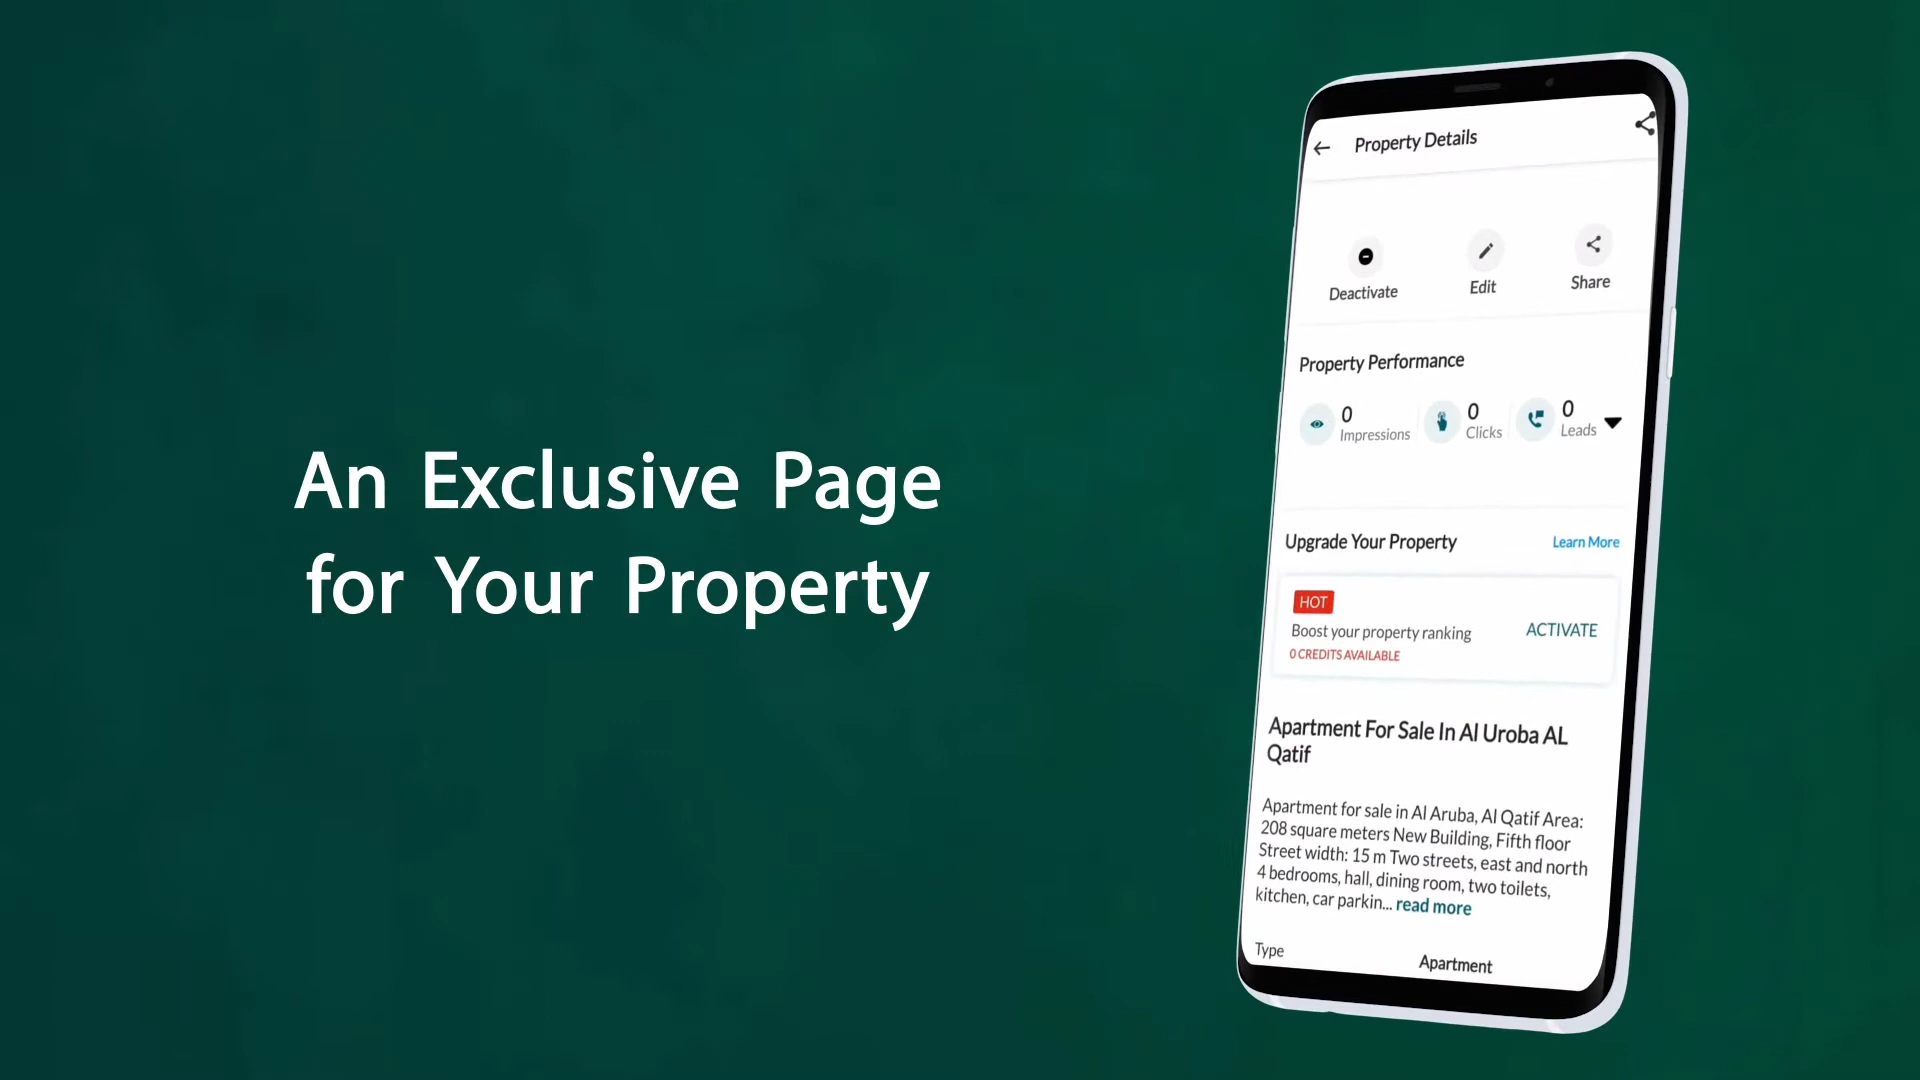 An Exclusive Page
for Your Property
Property Details
Deactivate
Edit
Share
Property Performance
0
Impressions
0
Clicks
0
Leads
Upgrade Your Property
Learn More
HOT
Boost your property ranking
ACTIVATE
0 CREDITS AVAILABLE
Apartment For Sale In Al Uroba AL
Qatif
Apartment for sale in Al Aruba, Al Qatif Area:
208 square meters New Building, Fifth floor
Street width: 15 m Two streets, east and north
4 bedrooms, hall, dining room, two toilets,
kitchen, car parkin... read more
Type
Apartment